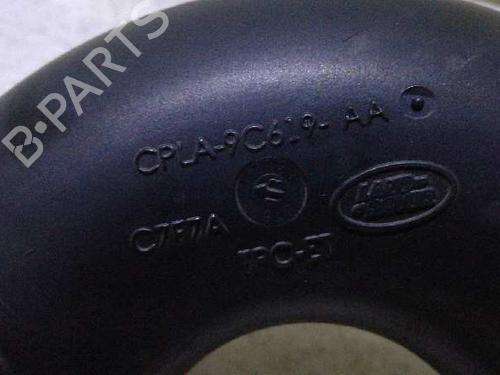 B-PARTS
CPLA-9C619-AA
LAND-
ROVER
C7F7A
TPC-ET